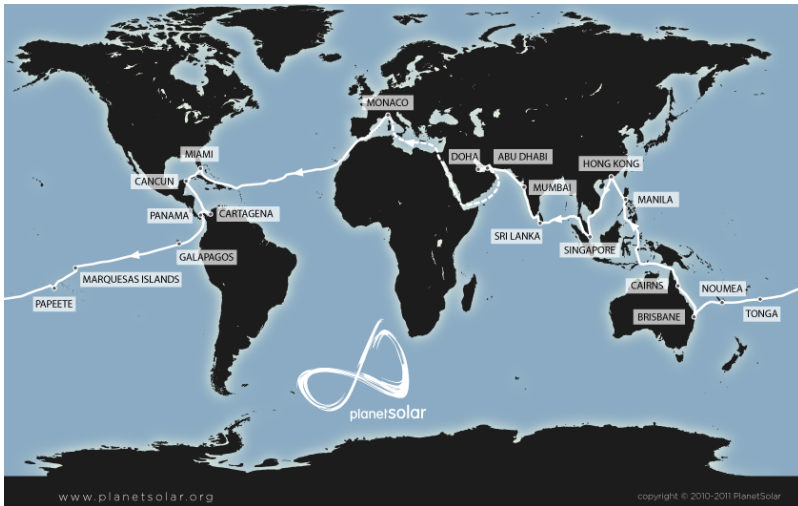 MONACO
DOHA
ABU DHABI
HONG KONG
MIAMI
CANCUN
MUMBAI
MANILA
PANAMA
CARTAGENA
SRI LANKA
SINGAPORE
GALAPAGOS
MARQUESAS ISLANDS
CAIRNS
NOUMEA
PAPEETE
BRISBANE
TONGA
planetsolar
www.planetsolar.org
copyright © 2010-2011 PlanetSolar